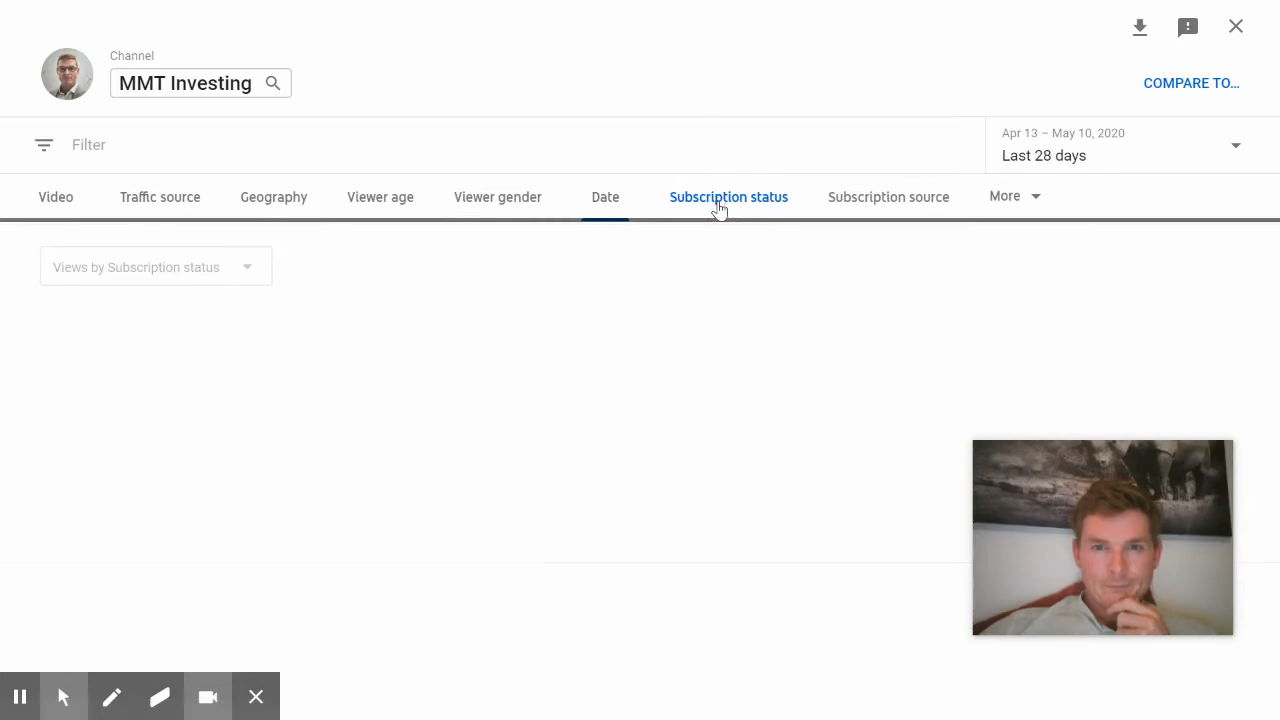 Channel
MMT Investing
COMPARE TO...
Filter
Apr 13 – May 10, 2020
Last 28 days
Video Traffic source Geography Viewer age Viewer gender Date Subscription status Subscription source More
Views by Subscription status